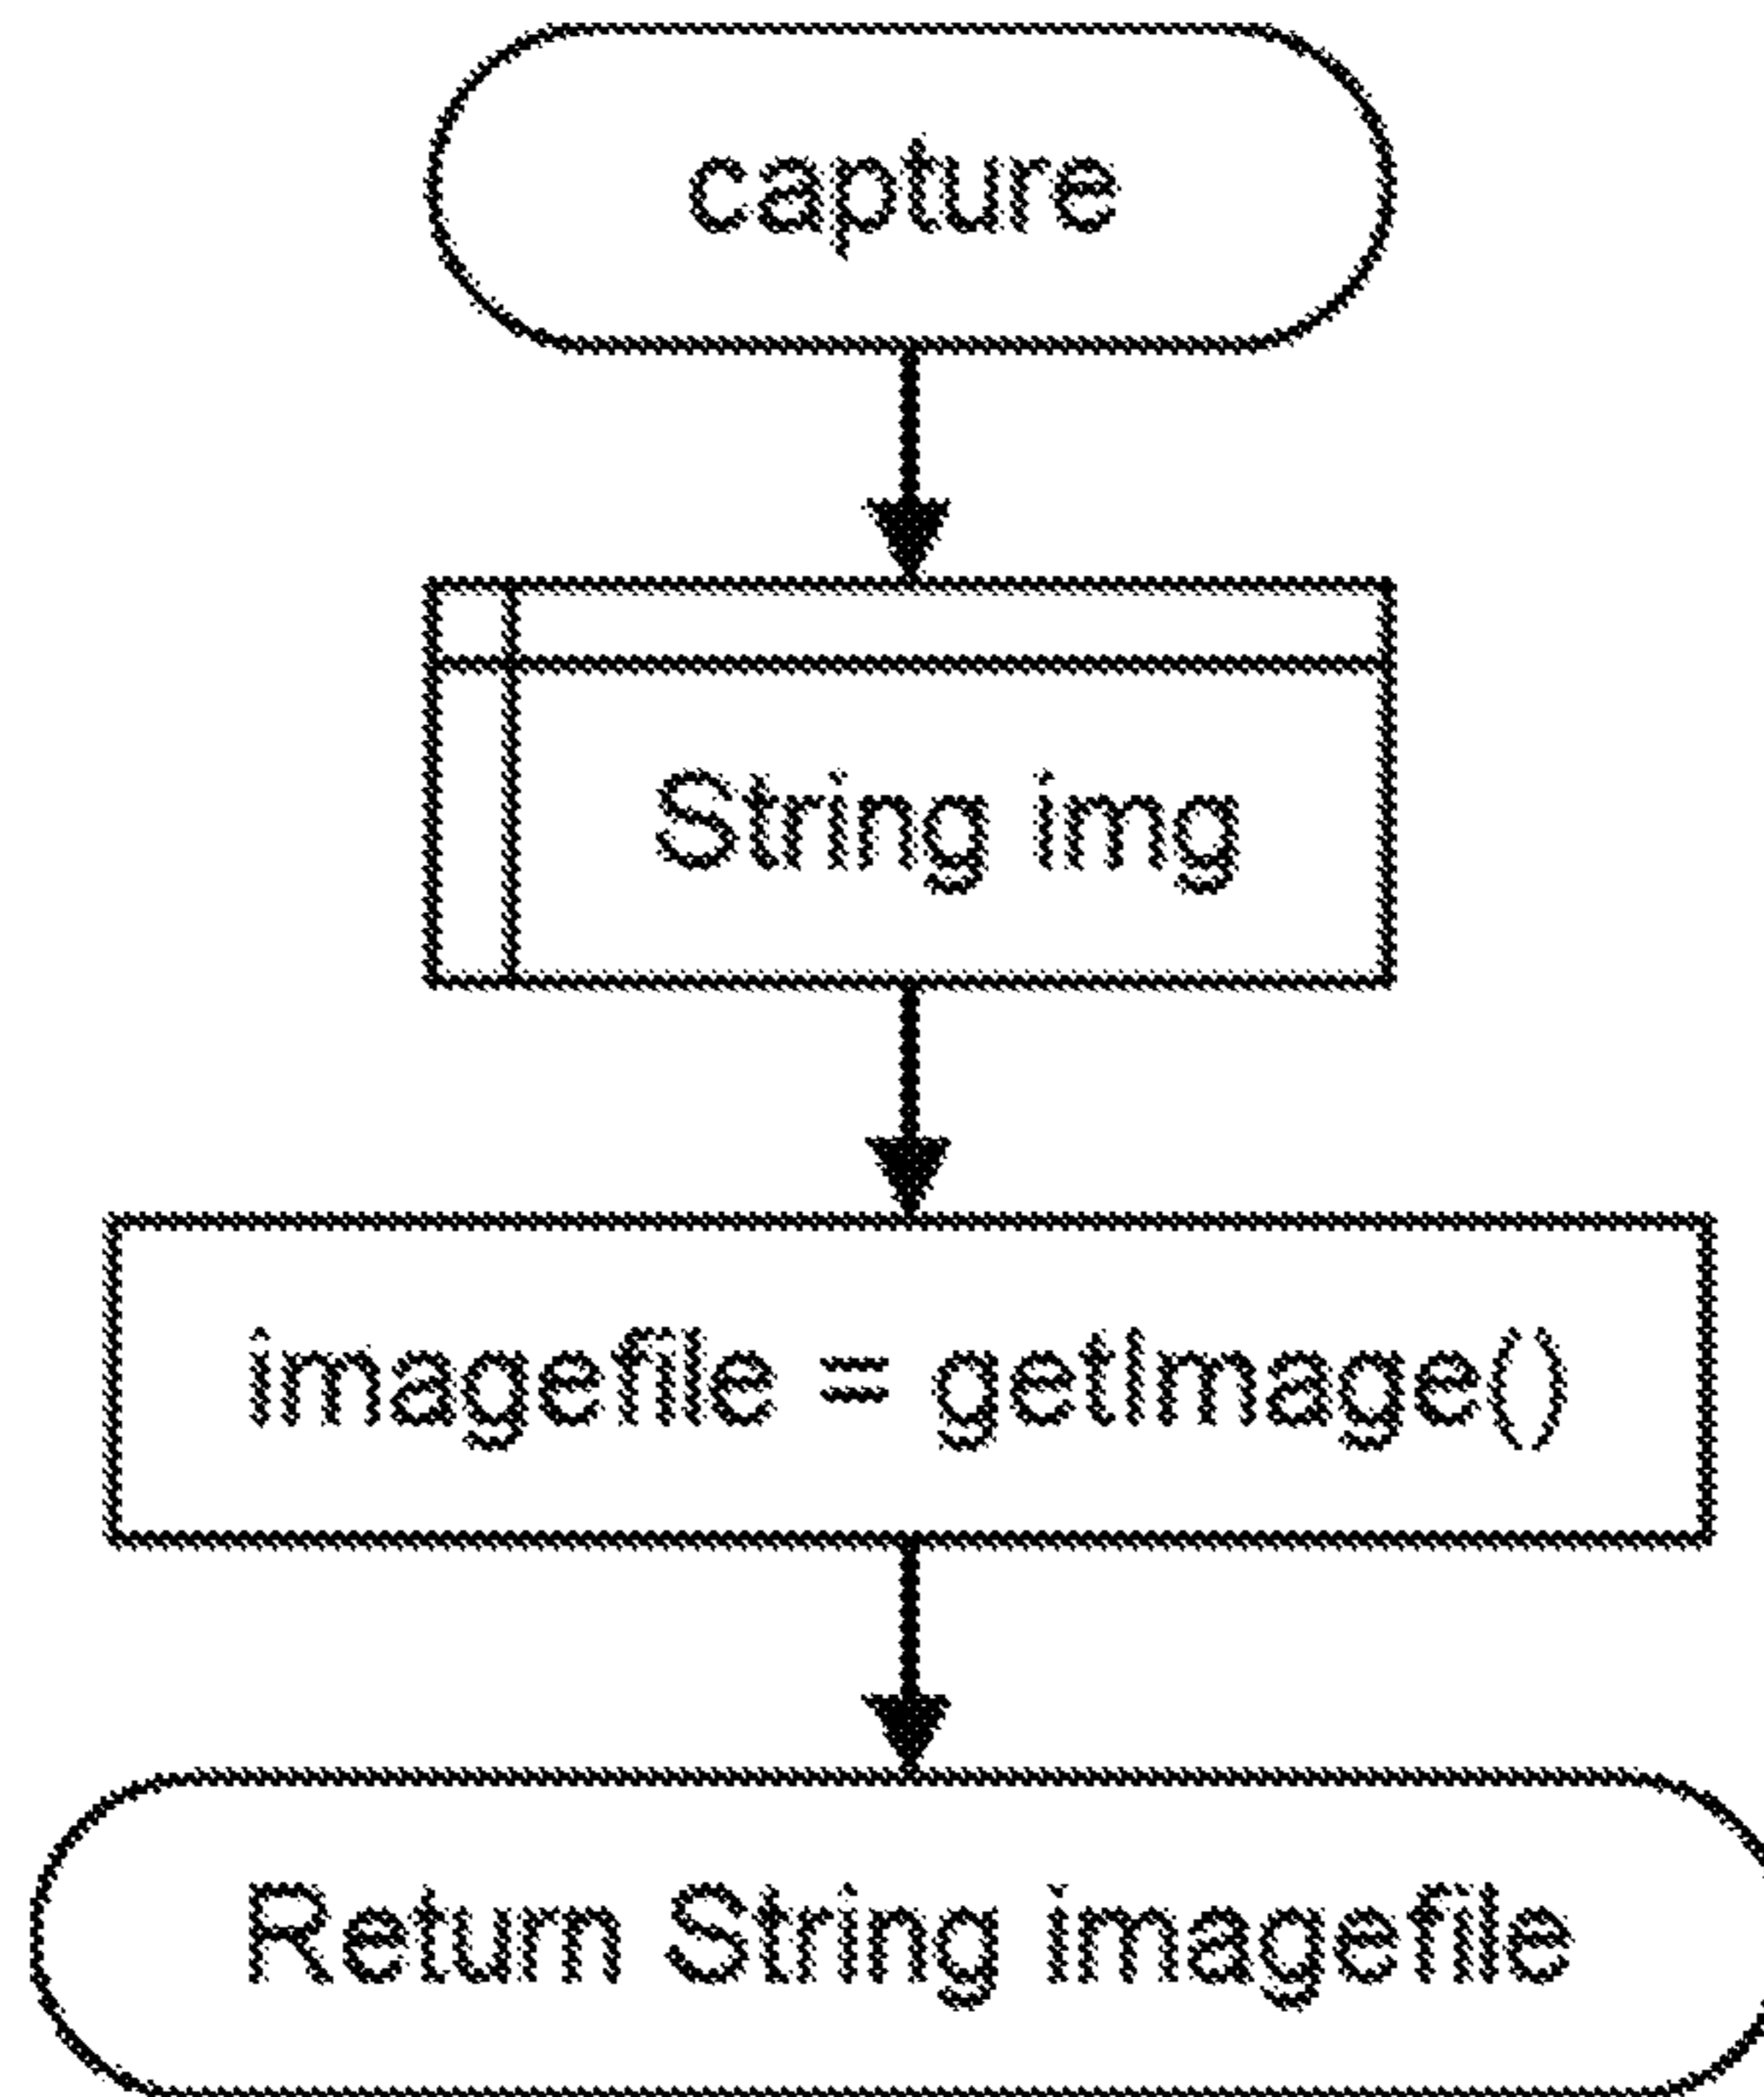 capture
String img
imagefile = getImage()
Return String imagefile